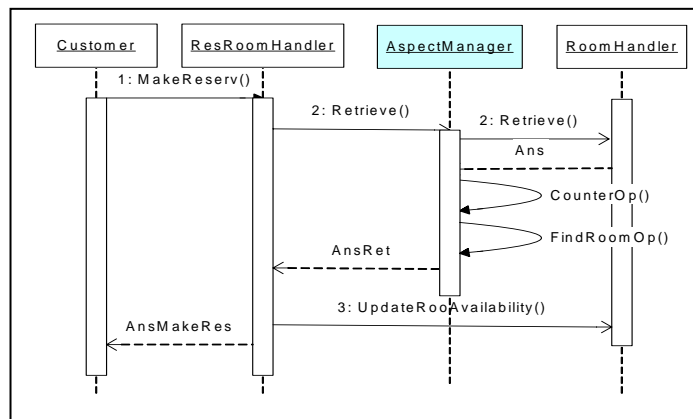 Customer
ResRoomHandler
AspectManager
RoomHandler
1: MakeReserv()
2: Retrieve()
2: Retrieve()
Ans
CounterOp()
FindRoomOp()
AnsRet
3: UpdateRooAvailability()
AnsMakeRes